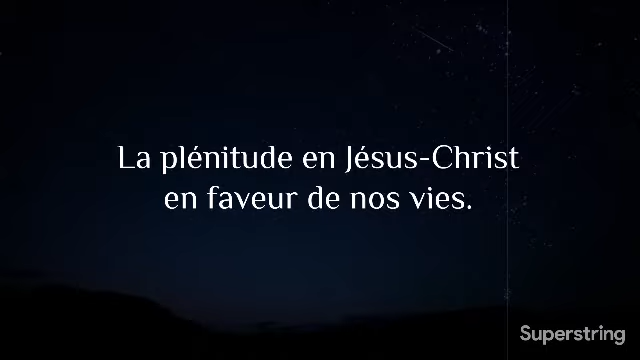 La plénitude en Jésus-Christ
en faveur de nos vies.
Superstring